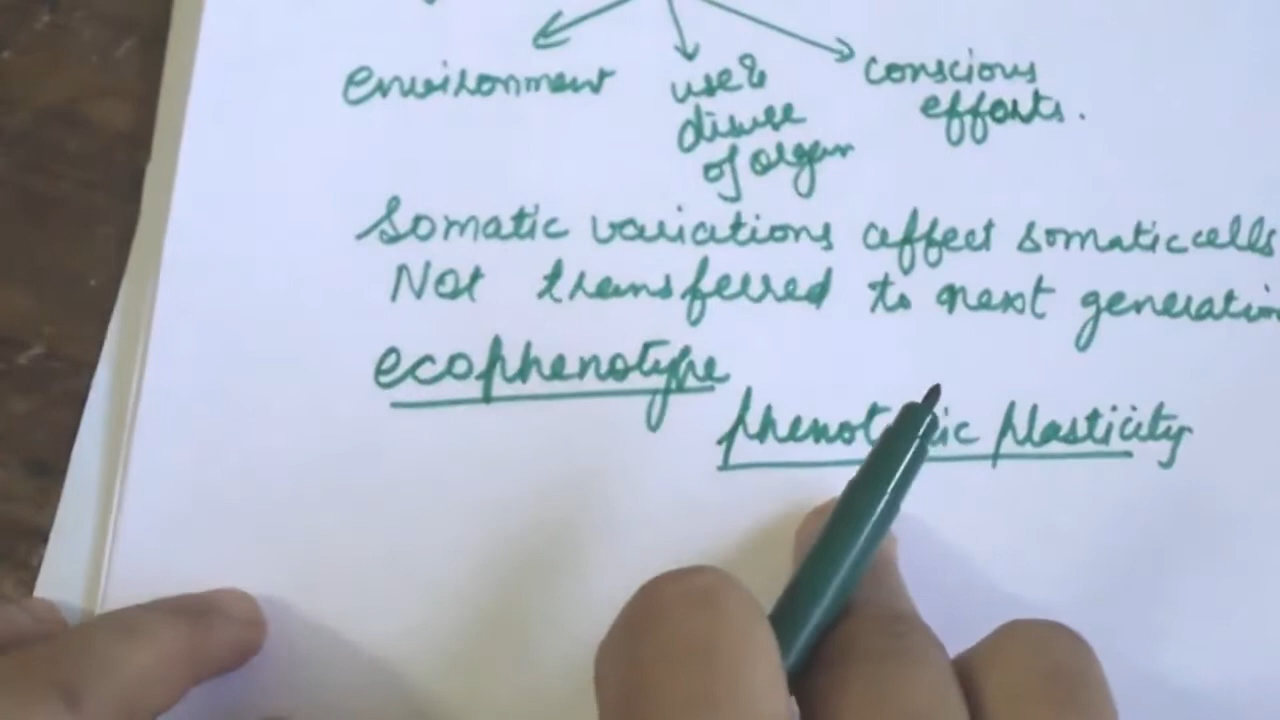 environment use & conscious
disuse efforts.
of organ
Somatic variations affect somatic cells
Not transferred to next generation
ecophenotype
phenotypic plasticity